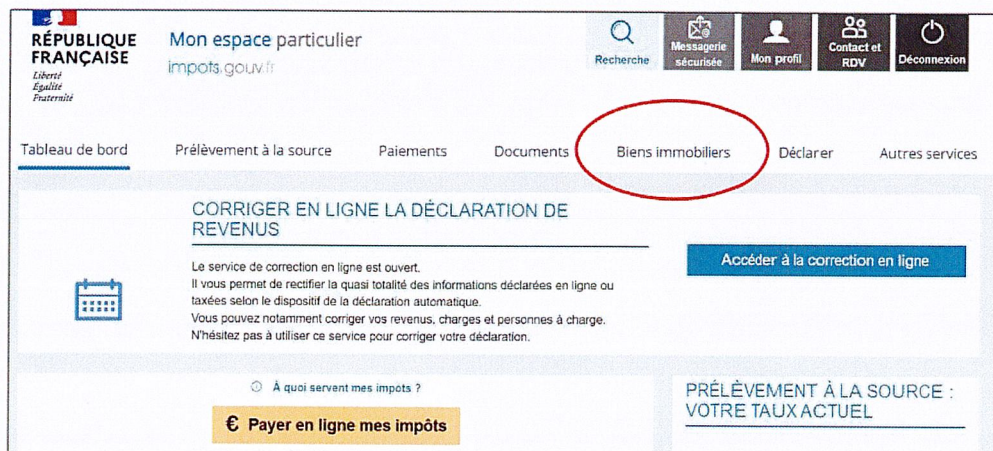 RÉPUBLIQUE
FRANÇAISE
Liberté
Égalité
Fraternité
Mon espace particulier
impots.gouv.fr
Recherche
Messagerie
sécurisée
Mon profil
Contact et
RDV
Déconnexion
Tableau de bord
Prélèvement à la source
Paiements
Documents
Biens immobiliers
Déclarer
Autres services
CORRIGER EN LIGNE LA DÉCLARATION DE
REVENUS
Le service de correction en ligne est ouvert.
Il vous permet de rectifier la quasi totalité des informations déclarées en ligne ou
taxées selon le dispositif de la déclaration automatique.
Vous pouvez notamment corriger vos revenus, charges et personnes à charge.
N'hésitez pas à utiliser ce service pour corriger votre déclaration.
Accéder à la correction en ligne
À quoi servent mes impôts ?
€ Payer en ligne mes impôts
PRÉLÈVEMENT À LA SOURCE :
VOTRE TAUX ACTUEL